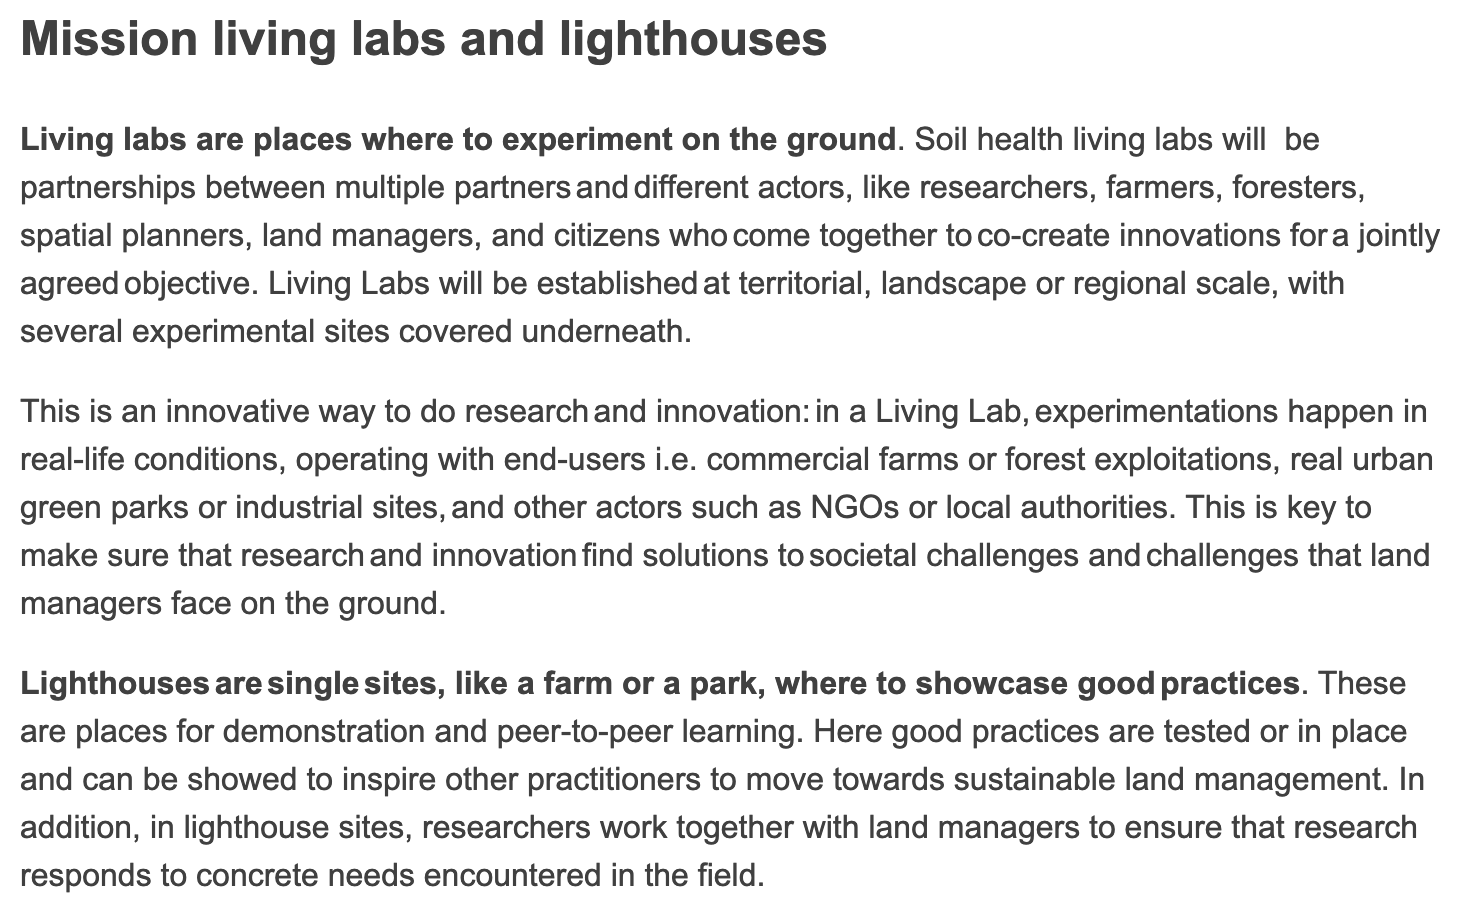 Mission living labs and lighthouses
Living labs are places where to experiment on the ground. Soil health living labs will  be
partnerships between multiple partners and different actors, like researchers, farmers, foresters,
spatial planners, land managers, and citizens who come together to co-create innovations for a jointly
agreed objective. Living Labs will be established at territorial, landscape or regional scale, with
several experimental sites covered underneath.
This is an innovative way to do research and innovation: in a Living Lab, experimentations happen in
real-life conditions, operating with end-users i.e. commercial farms or forest exploitations, real urban
green parks or industrial sites, and other actors such as NGOs or local authorities. This is key to
make sure that research and innovation find solutions to societal challenges and challenges that land
managers face on the ground.
Lighthouses are single sites, like a farm or a park, where to showcase good practices. These
are places for demonstration and peer-to-peer learning. Here good practices are tested or in place
and can be showed to inspire other practitioners to move towards sustainable land management. In
addition, in lighthouse sites, researchers work together with land managers to ensure that research
responds to concrete needs encountered in the field.